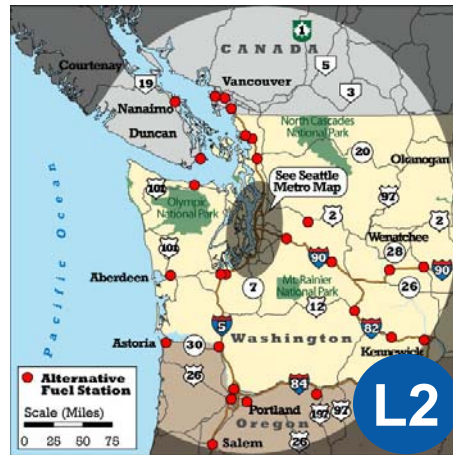 CANADA
1
Courtenay
5
19
Vancouver
3
Nanaimo
Duncan
North Cascades
National Park
20
Okanogan
See Seattle
Metro Map
101
97
Olympic
National Park
2
2
Wenatchee
28
101
90
90
Pacific Ocean
Aberdeen
Mt. Rainier
National Park
26
7
12
5
82
Washington
Astoria
30
Kennewick
26
84
Alternative
Fuel Station
Scale (Miles)
0 25 50 75
Portland
197
97
Oregon
26
Salem
L2